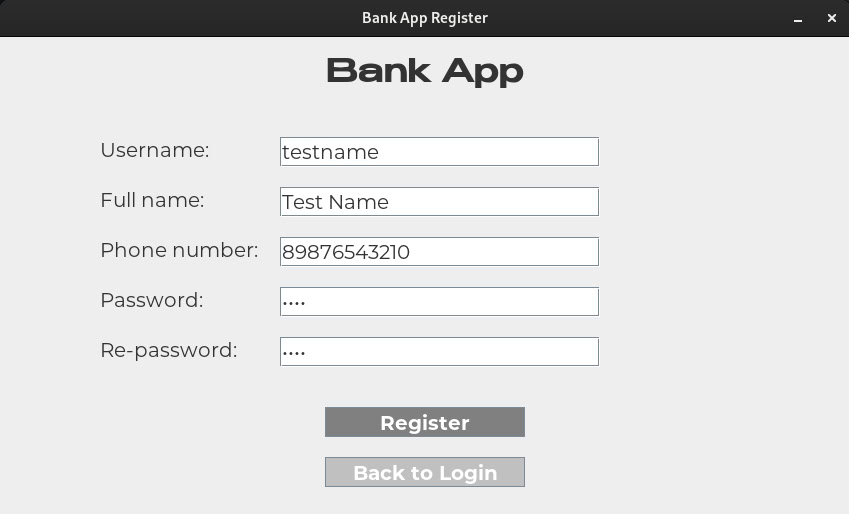 Bank App Register
Bank App
Username: testname
Full name: Test Name
Phone number: 89876543210
Password: ••••
Re-password: ••••
Register
Back to Login